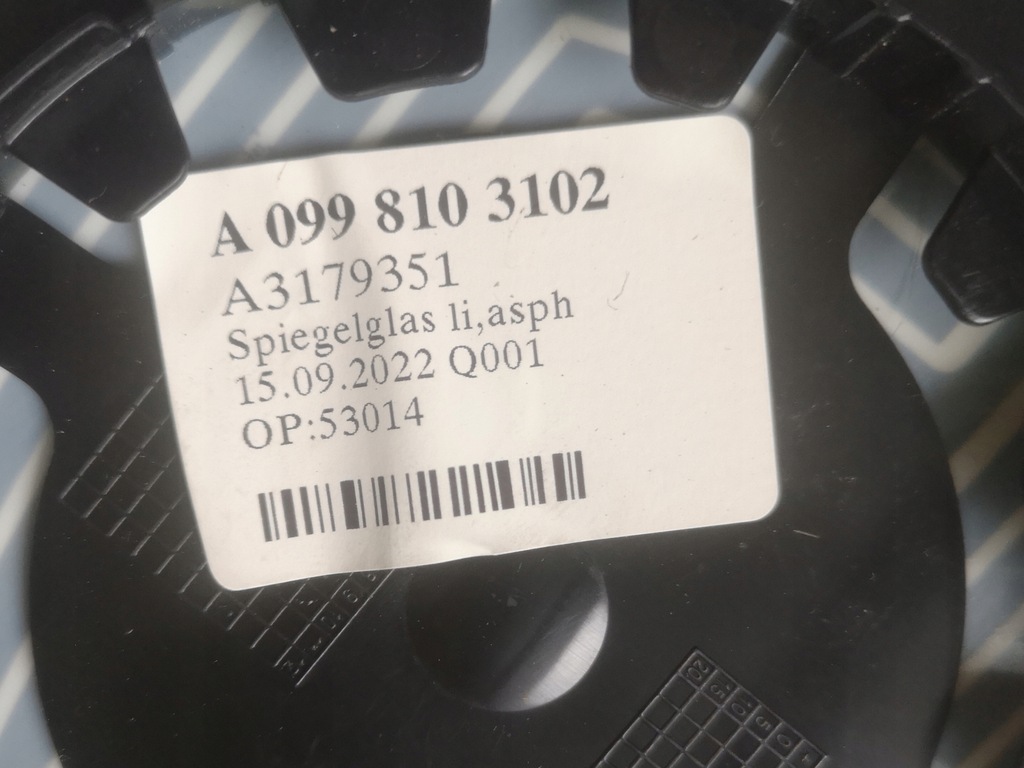 A 099 810 3102
A3179351
Spiegelglas li,asph
15.09.2022 Q001
OP:53014